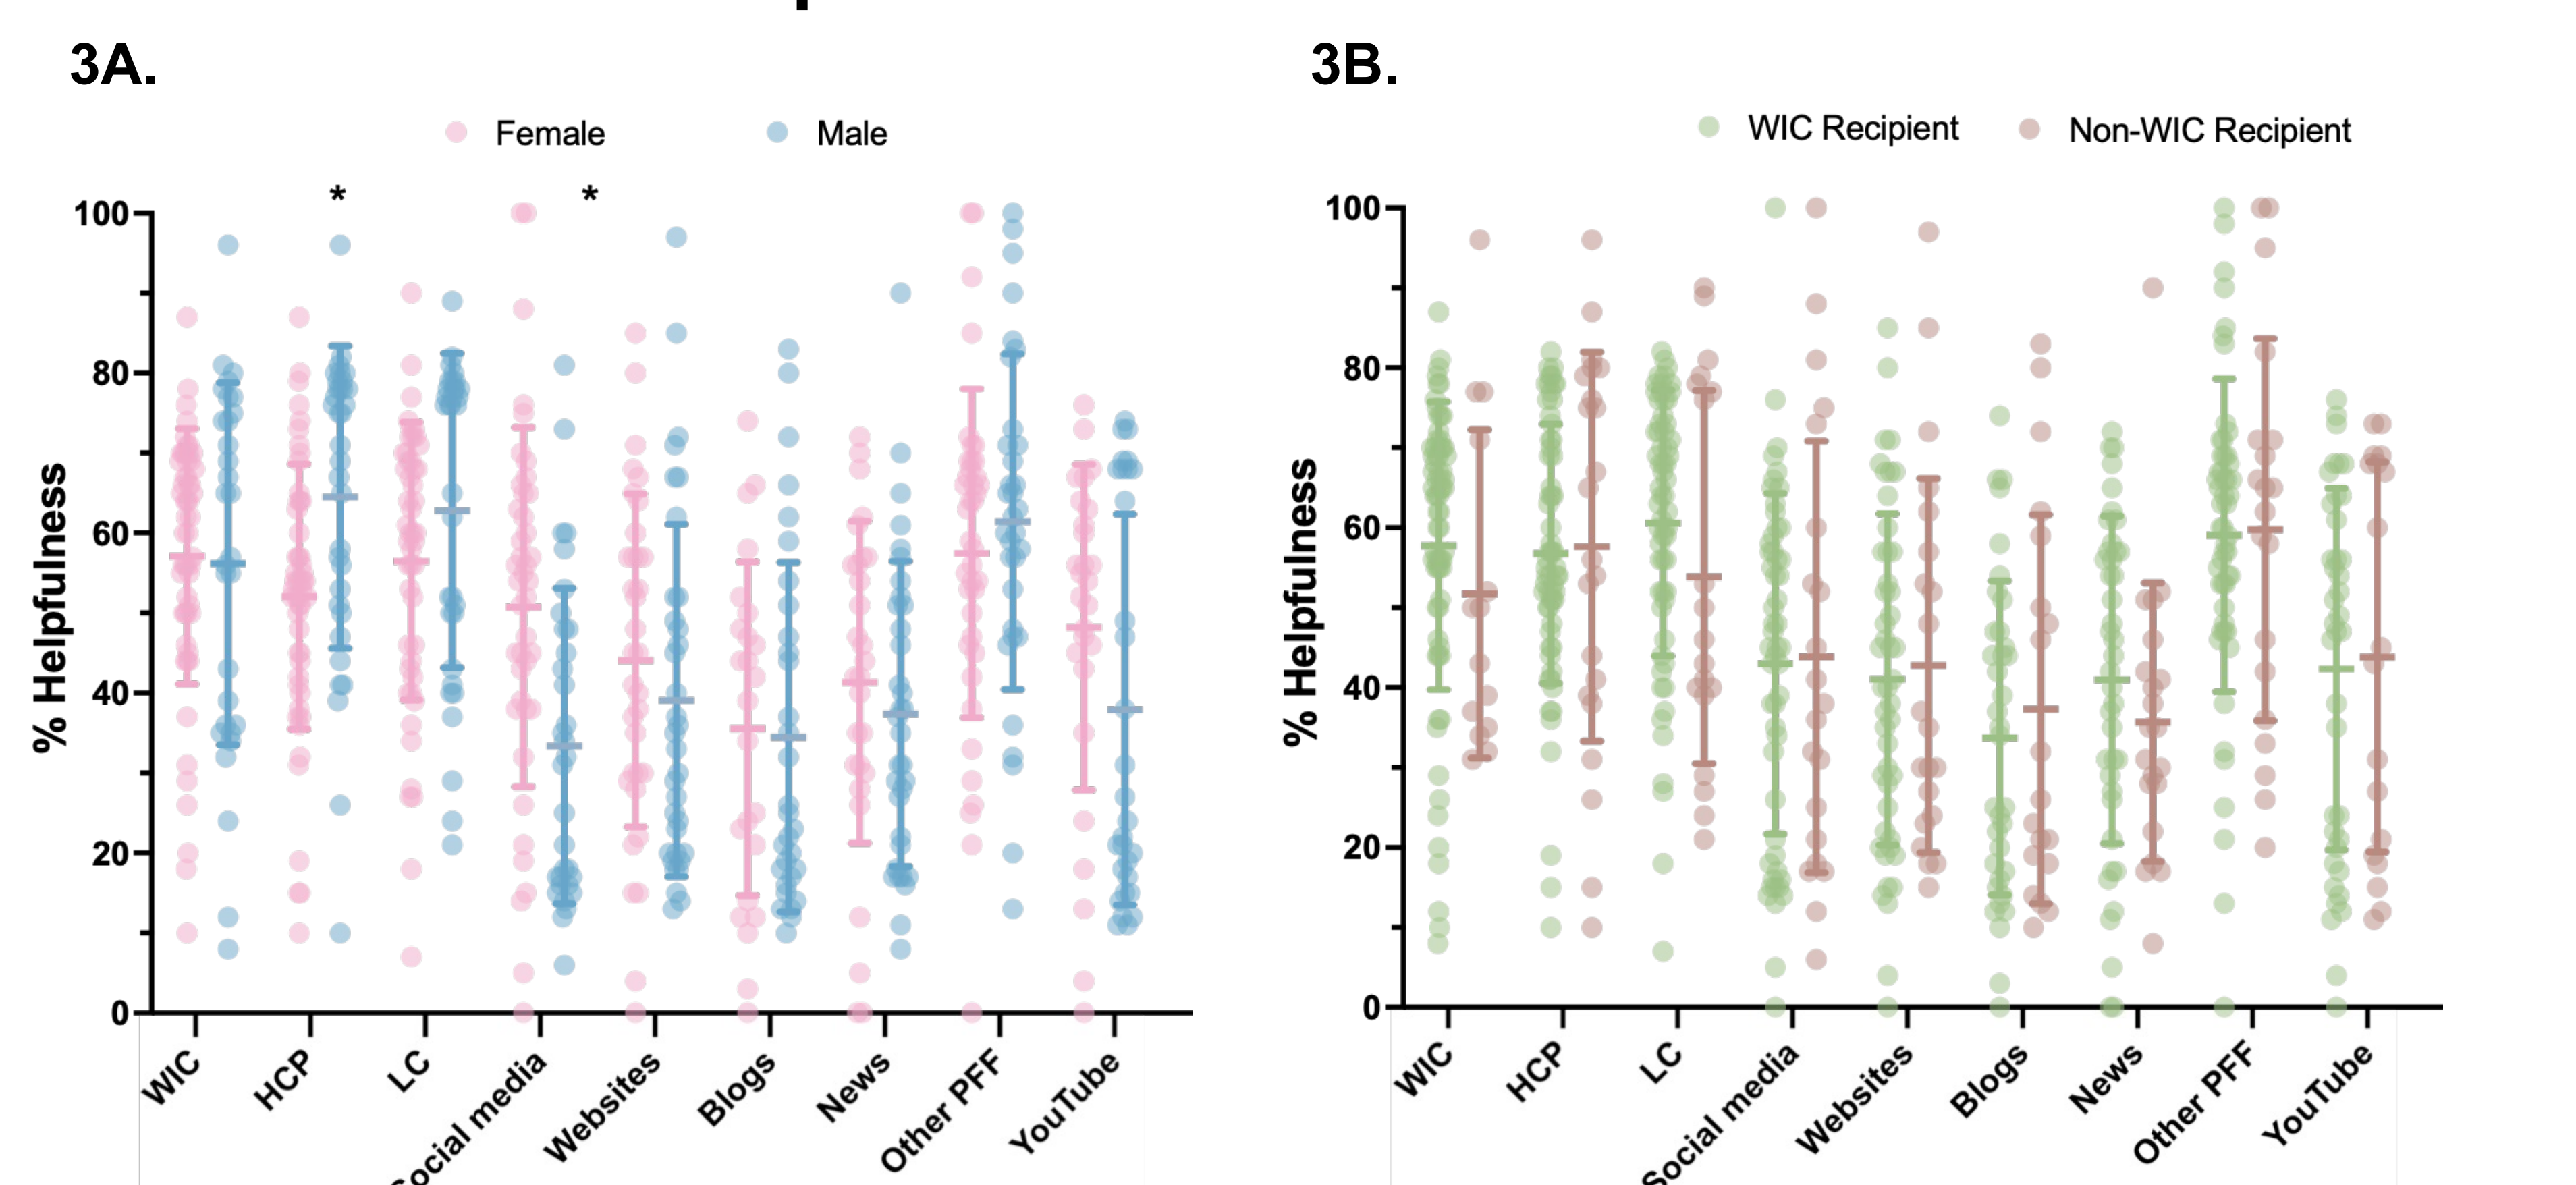 3A.
Female
Male
* *
% Helpfulness
100
80
60
40
20
0
WIC
HCP
LC
Social media
Websites
Blogs
News
Other PFF
YouTube
3B.
WIC Recipient
Non-WIC Recipient
% Helpfulness
100
80
60
40
20
0
WIC
HCP
LC
Social media
Websites
Blogs
News
Other PFF
YouTube